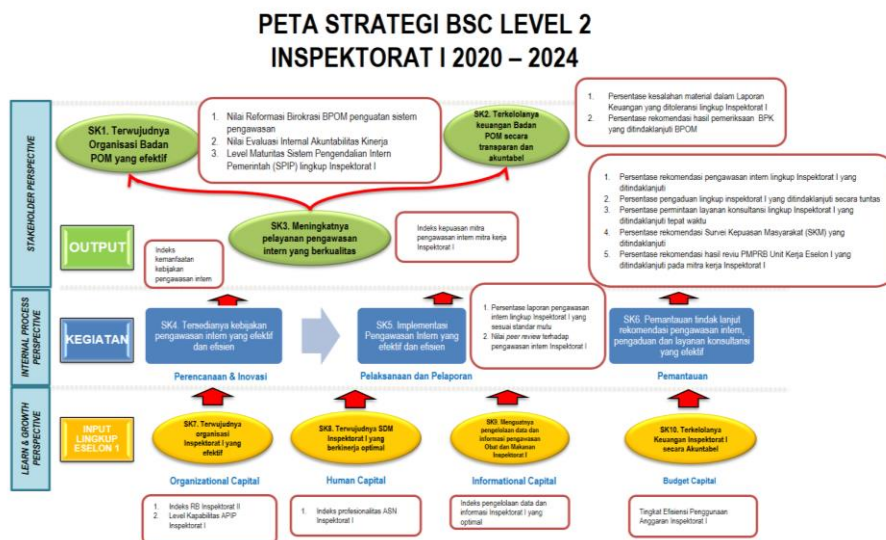 PETA STRATEGI BSC LEVEL 2
INSPEKTORAT I 2020 – 2024
STAKEHOLDER PERSPECTIVE
SK1. Terwujudnya
Organisasi Badan
POM yang efektif
1. Nilai Reformasi Birokrasi BPOM penguatan sistem
pengawasan
2. Nilai Evaluasi Internal Akuntabilitas Kinerja
3. Level Maturitas Sistem Pengendalian Intern
Pemerintah (SPIP) lingkup Inspektorat I
SK2. Terkelolanya
keuangan Badan
POM secara
transparan dan
akuntabel
1. Persentase kesalahan material dalam Laporan
Keuangan yang ditoleransi lingkup Inspektorat I
2. Persentase rekomendasi hasil pemeriksaan BPK
yang ditindaklanjuti BPOM
OUTPUT
Indeks
kemanfaatan
kebijakan
pengawasan intern
SK3. Meningkatnya
pelayanan pengawasan
intern yang berkualitas
Indeks kepuasan mitra
pengawasan intern mitra kerja
Inspektorat I
1. Persentase rekomendasi pengawasan intern lingkup Inspektorat I yang
ditindaklanjuti
2. Persentase pengaduan lingkup inspektorat I yang ditindaklanjuti secara tuntas
3. Persentase permintaan layanan konsultansi lingkup Inspektorat I yang
ditindaklanjuti tepat waktu
4. Persentase rekomendasi Survei Kepuasan Masyarakat (SKM) yang
ditindaklanjuti
5. Persentase rekomendasi hasil reviu PMPRB Unit Kerja Eselon I yang
ditindaklanjuti pada mitra kerja Inspektorat I
INTERNAL PROCESS
PERSPECTIVE
KEGIATAN
SK4. Tersedianya kebijakan
pengawasan intern yang efektif
dan efisien
Perencanaan & Inovasi
SK5. Implementasi
Pengawasan Intern yang
efektif dan efisien
Pelaksanaan dan Pelaporan
1. Persentase laporan pengawasan
intern lingkup Inspektorat I yang
sesuai standar mutu
2. Nilai peer review terhadap
pengawasan intern Inspektorat I
SK6. Pemantauan tindak lanjut
rekomendasi pengawasan intern,
pengaduan dan layanan konsultansi
yang efektif
Pemantauan
LEARN & GROWTH
PERSPECTIVE
INPUT
LINGKUP
ESELON 1
SK7. Terwujudnya
organisasi
Inspektorat I yang
efektif
Organizational Capital
1. Indeks RB Inspektorat II
2. Level Kapabilitas APIP
Inspektorat I
SK8. Terwujudnya SDM
Inspektorat I yang
berkinerja optimal
Human Capital
1. Indeks profesionalitas ASN
Inspektorat I
SK9. Menguatnya
pengelolaan data dan
informasi pengawasan
Obat dan Makanan
Inspektorat I
Informational Capital
Indeks pengelolaan data dan
informasi Inspektorat I yang
optimal
SK10. Terkelolanya
Keuangan Inspektorat I
secara Akuntabel
Budget Capital
Tingkat Efisiensi Penggunaan
Anggaran Inspektorat I